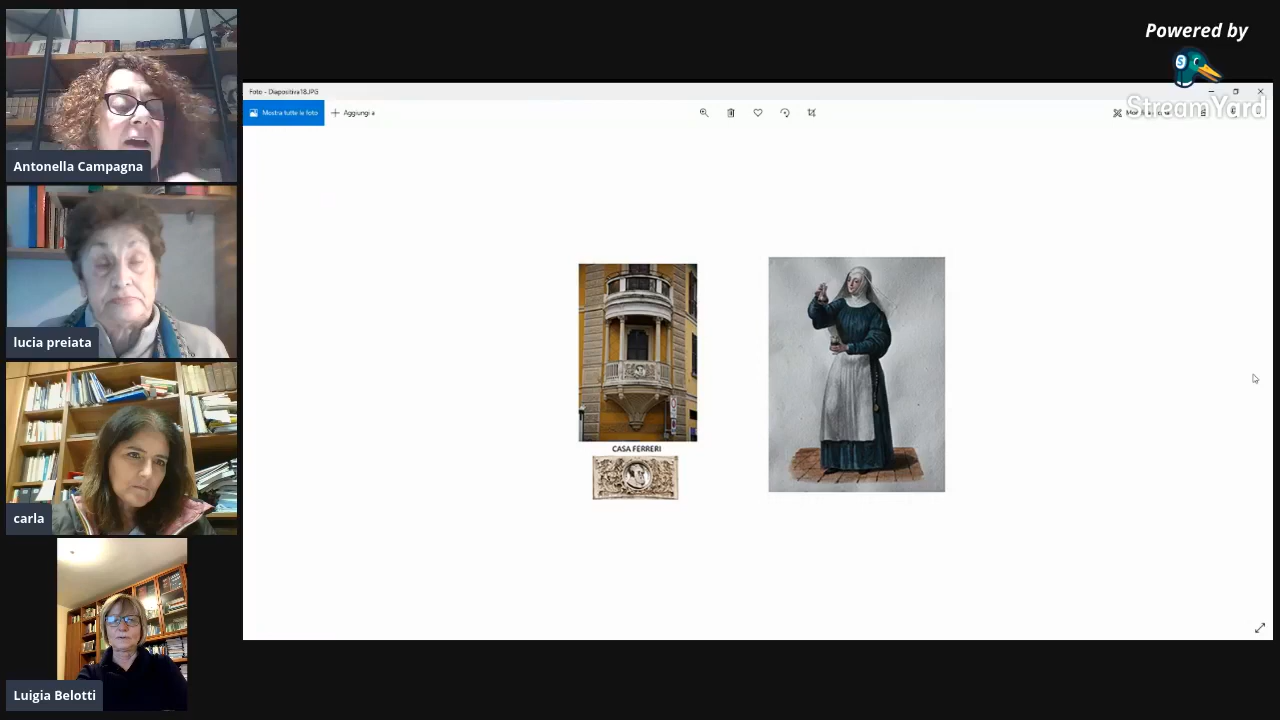 Powered by
StreamYard
Foto - Diapositiva18.JPG
Mostra tutte le foto
Aggiungi a
CASA FERRERI
Antonella Campagna
lucia preiata
carla
Luigia Belotti